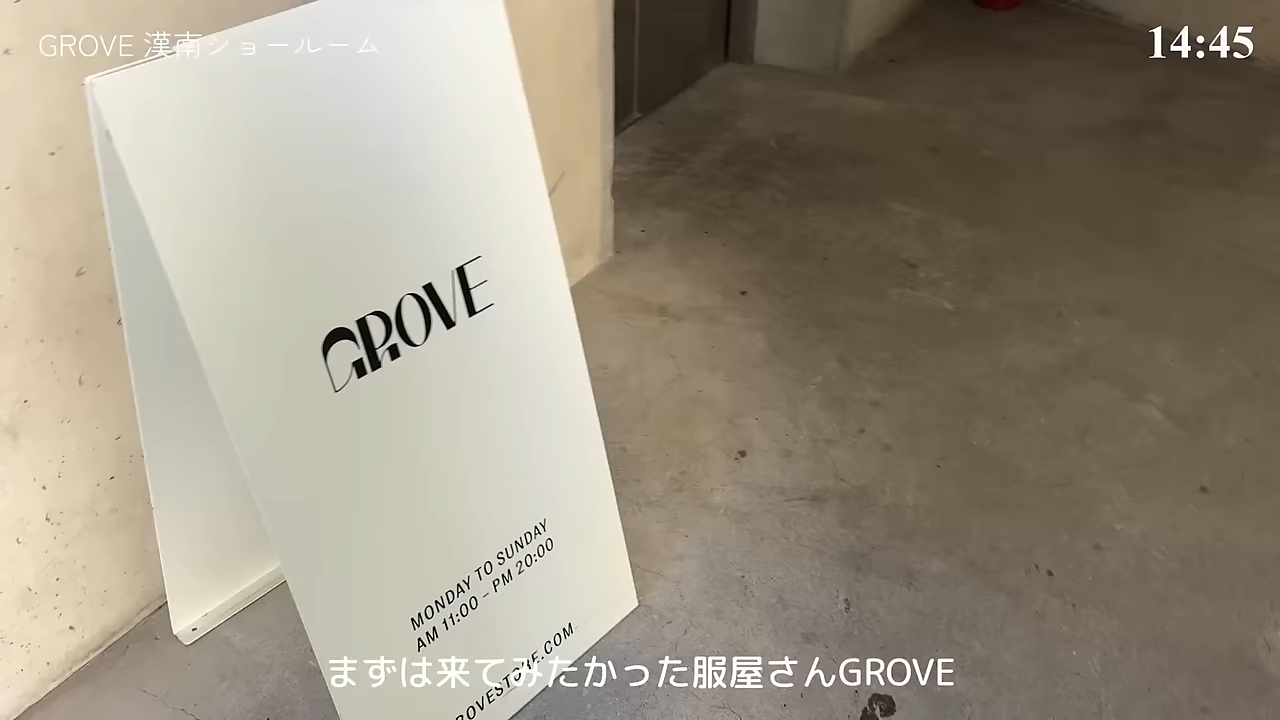 GROVE 漢南ショールーム
14:45
GROVE
MONDAY TO SUNDAY
AM 11:00 – PM 20:00
ROVESTORE.COM
まずは来てみたかった服屋さんGROVE